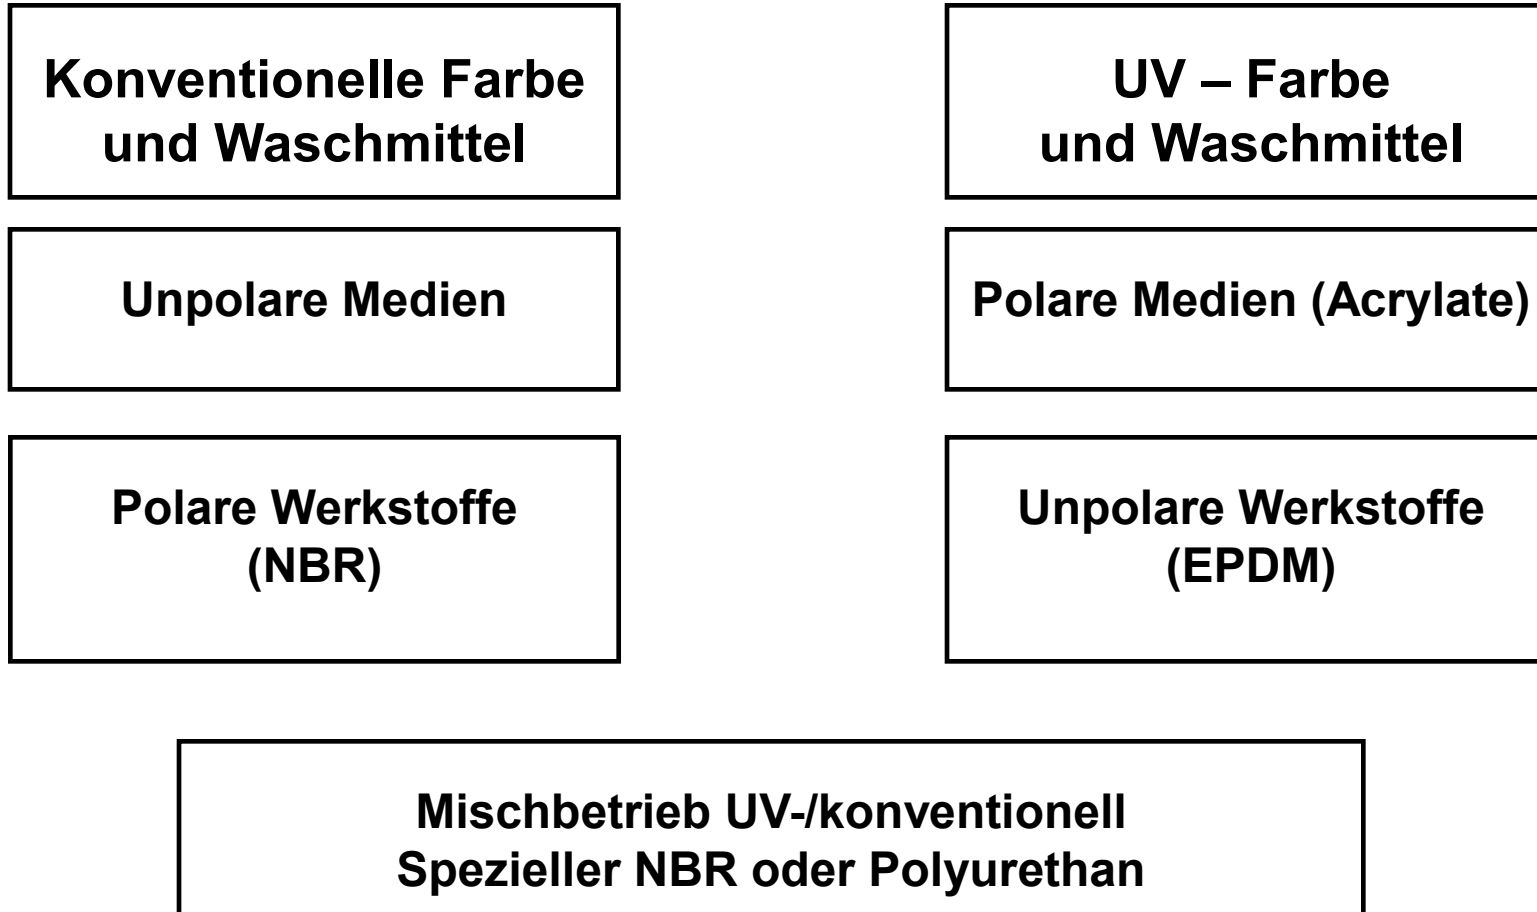 Konventionelle Farbe
und Waschmittel
UV – Farbe
und Waschmittel
Unpolare Medien
Polare Medien (Acrylate)
Polare Werkstoffe
(NBR)
Unpolare Werkstoffe
(EPDM)
Mischbetrieb UV-/konventionell
Spezieller NBR oder Polyurethan